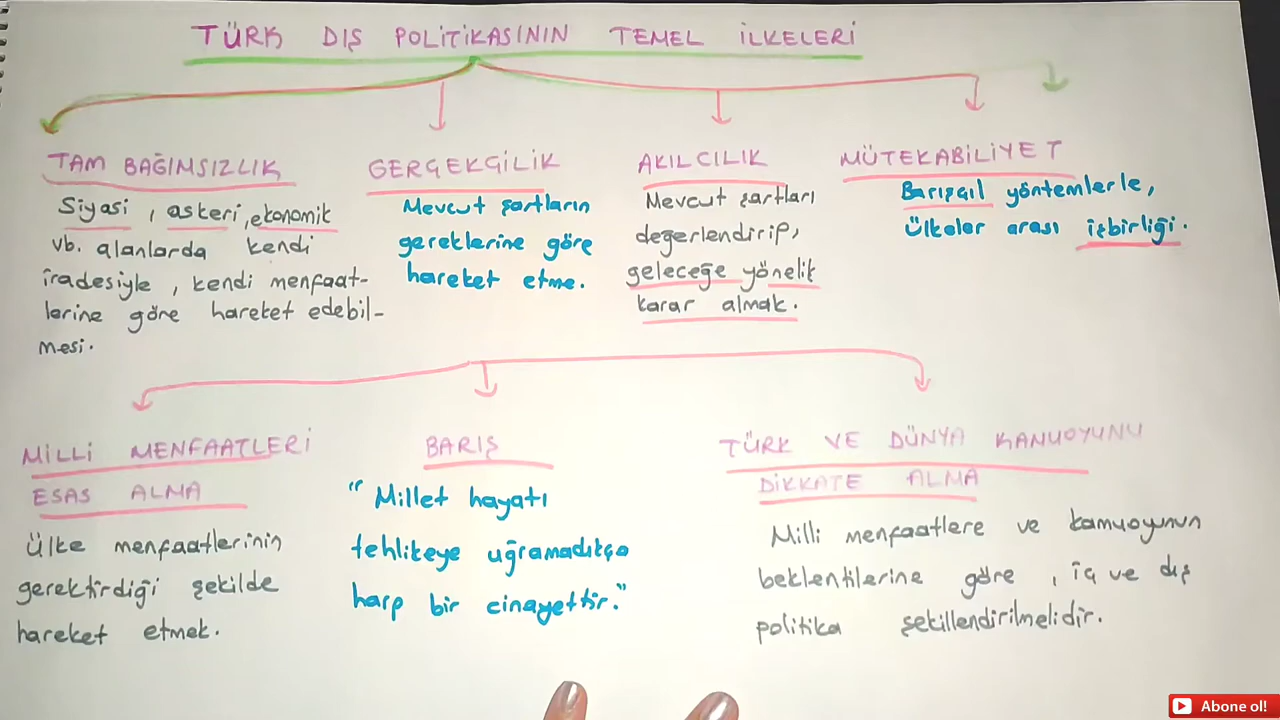 TÜRK DIŞ POLİTİKASININ TEMEL İLKELERİ
TAM BAĞIMSIZLIK
Siyasi, askeri, ekonomik
vb. alanlarda kendi
iradesiyle, kendi menfaat-
lerine göre hareket edebil-
mesi.
GERÇEKÇİLİK
Mevcut şartların
gereklerine göre
hareket etme.
AKILCILIK
Mevcut şartları
değerlendirip,
geleceğe yönelik
karar almak.
MÜTEKABİLİYET
Barışçıl yöntemlerle,
ülkeler arası işbirliği.
MİLLİ MENFAATLERİ
ESAS ALMA
Ülke menfaatlerinin
gerektirdiği şekilde
hareket etmek.
BARIŞ
"Millet hayatı
tehlikeye uğramadıkça
harp bir cinayettir."
TÜRK VE DÜNYA KAMUOYUNU
DİKKATE ALMA
Milli menfaatlere ve kamuoyunun
beklentilerine göre, iç ve dış
politika şekillendirilmelidir.
Abone ol!